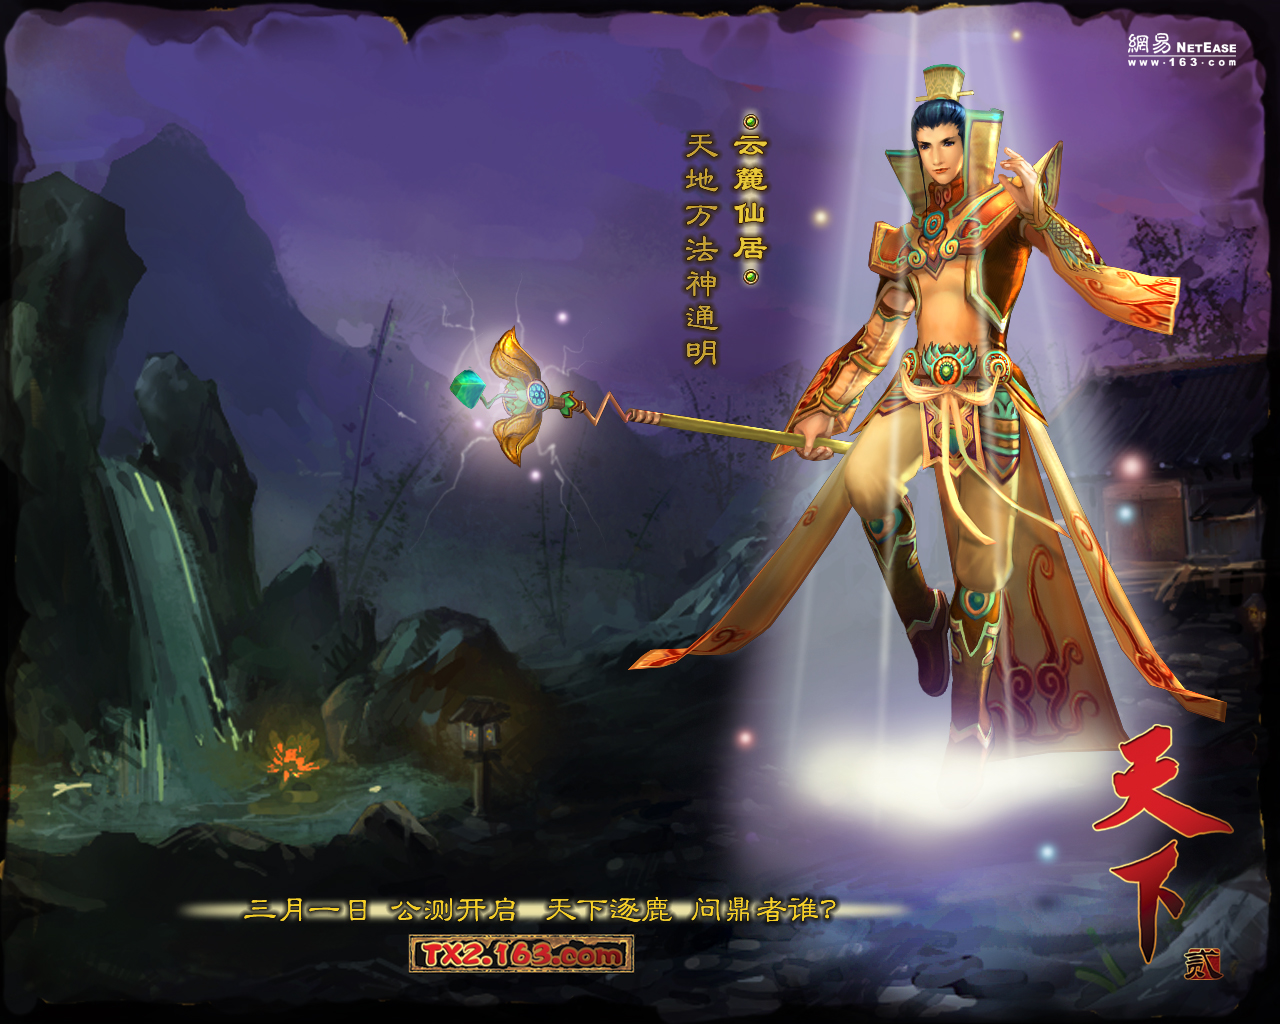 網易 NETEASE
www.163.com
云麓仙居
天地万法神通明
天下
贰
三月一日 公测开启 天下逐鹿 问鼎者谁?
TX2.163.com